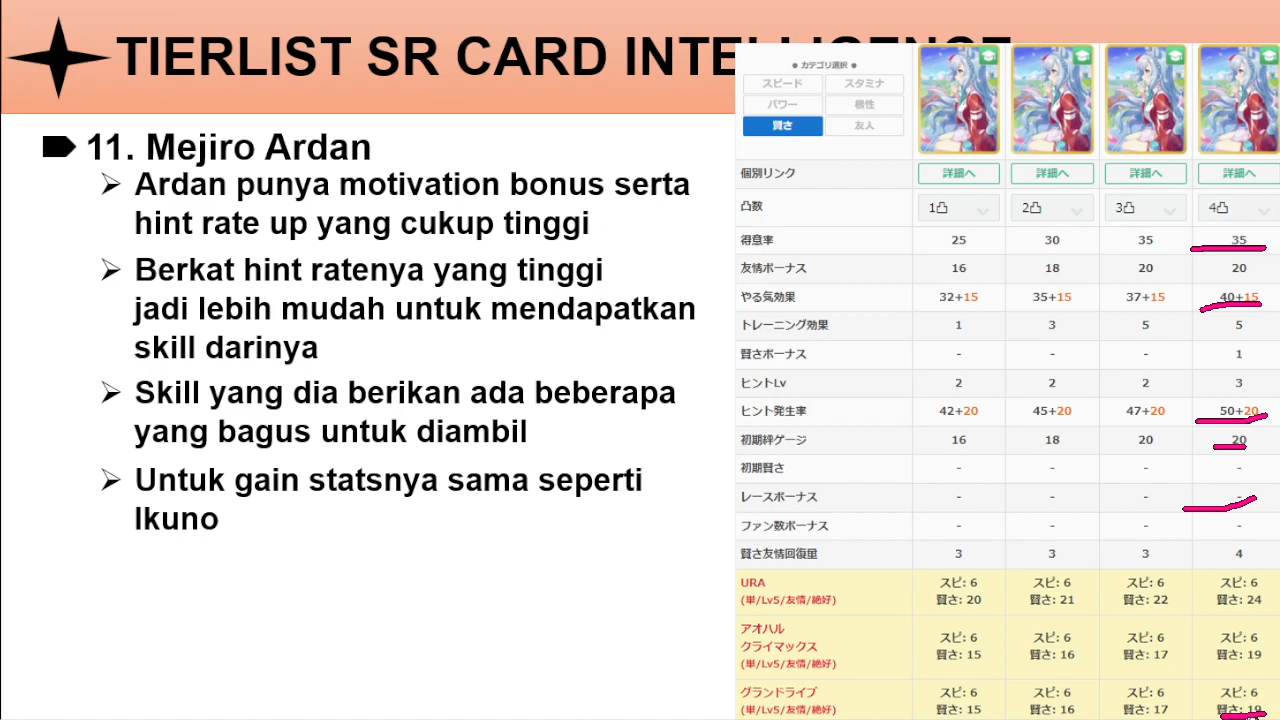 TIERLIST SR CARD INTELLIGENCE
11. Mejiro Ardan
Ardan punya motivation bonus serta
hint rate up yang cukup tinggi
Berkat hint ratenya yang tinggi
jadi lebih mudah untuk mendapatkan
skill darinya
Skill yang dia berikan ada beberapa
yang bagus untuk diambil
Untuk gain statsnya sama seperti
Ikuno
● カテゴリ選択 ●
スピード スタミナ
パワー 根性
賢さ 友人
個別リンク 詳細へ 詳細へ 詳細へ 詳細へ
凸数 1凸 2凸 3凸 4凸
得意率 25 30 35 35
友情ボーナス 16 18 20 20
やる気効果 32+15 35+15 37+15 40+15
トレーニング効果 1 3 5 5
賢さボーナス - - - 1
ヒントLv 2 2 2 3
ヒント発生率 42+20 45+20 47+20 50+20
初期絆ゲージ 16 18 20 20
初期賢さ - - - -
レースボーナス - - - -
ファン数ボーナス - - - -
賢さ友情回復量 3 3 3 4
URA スピ: 6 スピ: 6 スピ: 6 スピ: 6
(単/Lv5/友情/絶好) 賢さ: 20 賢さ: 21 賢さ: 22 賢さ: 24
アオハル
クライマックス スピ: 6 スピ: 6 スピ: 6 スピ: 6
(単/Lv5/友情/絶好) 賢さ: 15 賢さ: 16 賢さ: 17 賢さ: 19
グランドライブ スピ: 6 スピ: 6 スピ: 6 スピ: 6
(単/Lv5/友情/絶好) 賢さ: 15 賢さ: 16 賢さ: 17 賢さ: 19